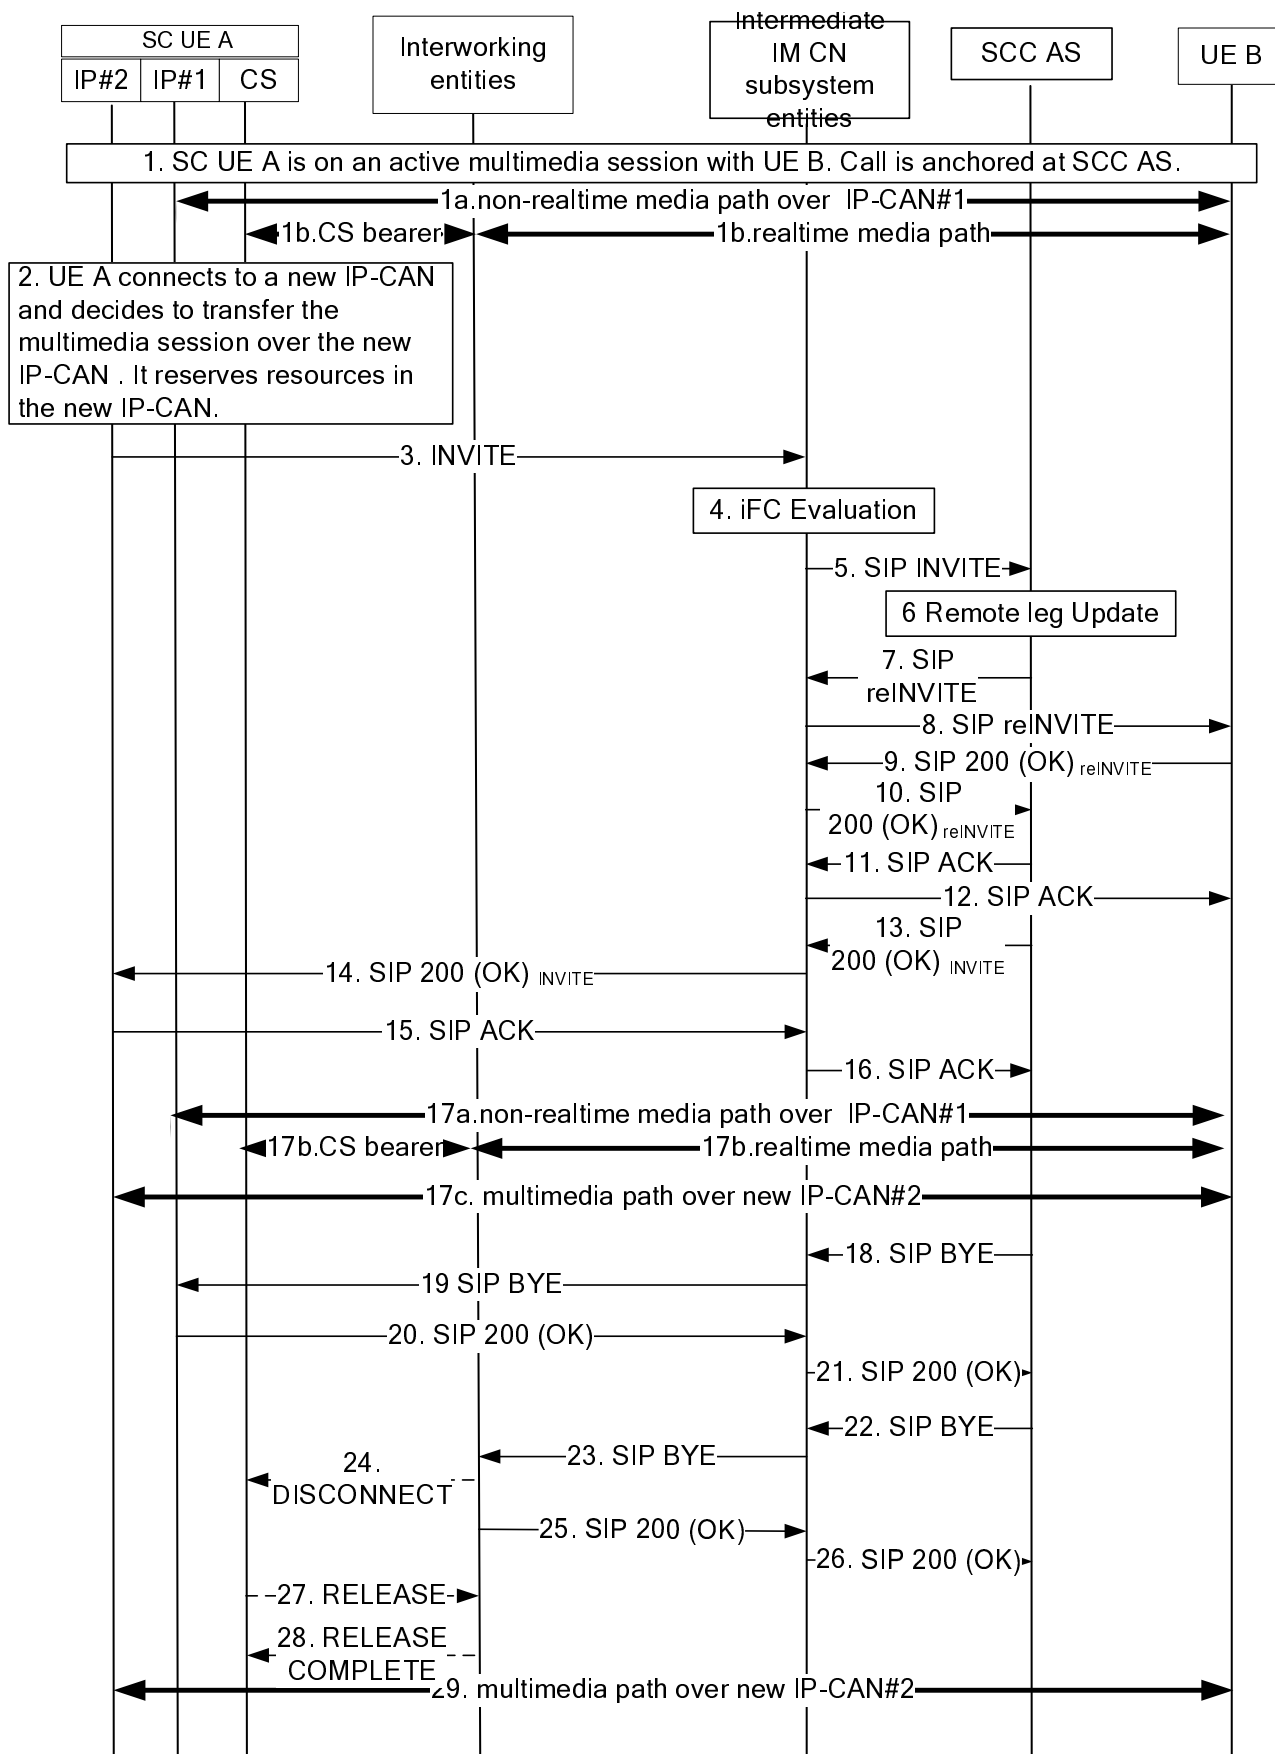 SC UE A
IP#2 IP#1 CS
Interworking
entities
Intermediate
IM CN
subsystem
entities
SCC AS
UE B
1. SC UE A is on an active multimedia session with UE B. Call is anchored at SCC AS.
1a.non-realtime media path over IP-CAN#1
1b.CS bearer
1b.realtime media path
2. UE A connects to a new IP-CAN
and decides to transfer the
multimedia session over the new
IP-CAN . It reserves resources in
the new IP-CAN.
3. INVITE
4. iFC Evaluation
5. SIP INVITE
6 Remote leg Update
7. SIP
reINVITE
8. SIP reINVITE
9. SIP 200 (OK) reINVITE
10. SIP
200 (OK) reINVITE
11. SIP ACK
12. SIP ACK
13. SIP
200 (OK) INVITE
14. SIP 200 (OK) INVITE
15. SIP ACK
16. SIP ACK
17a.non-realtime media path over IP-CAN#1
17b.CS bearer
17b.realtime media path
17c. multimedia path over new IP-CAN#2
18. SIP BYE
19 SIP BYE
20. SIP 200 (OK)
21. SIP 200 (OK)
22. SIP BYE
23. SIP BYE
24.
DISCONNECT
25. SIP 200 (OK)
26. SIP 200 (OK)
27. RELEASE
28. RELEASE
COMPLETE
29. multimedia path over new IP-CAN#2